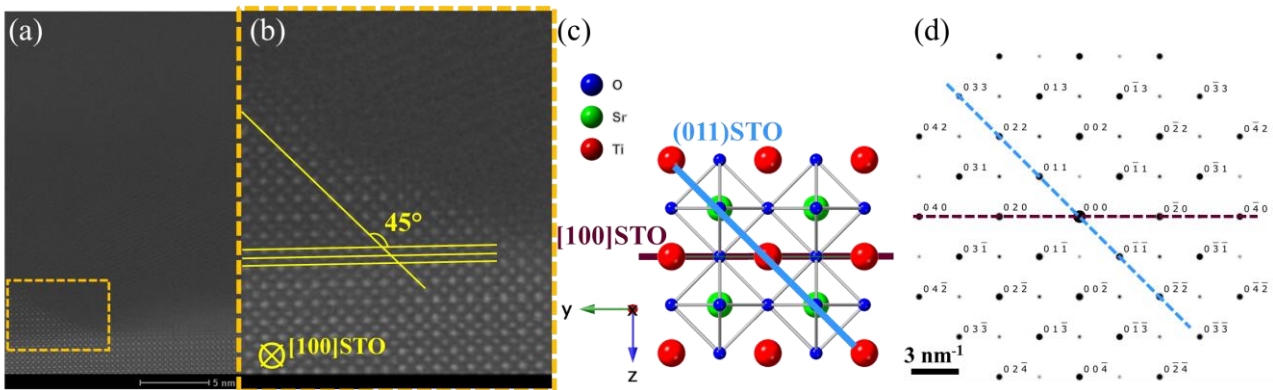 (a)
5 nm
(b)
45°
[100]STO
(c)
O
Sr
Ti
(011)STO
[100]STO
y
x
z
(d)
0 3 3 0 1 3 0 1̄ 3 0 3̄ 3
0 4 2 0 2 2 0 0 2 0 2̄ 2 0 4̄ 2
0 3 1 0 1 1 0 1̄ 1 0 3̄ 1
0 4 0 0 2 0 0 0 0 0 2̄ 0 0 4̄ 0
0 3 1̄ 0 1 1̄ 0 1̄ 1̄ 0 3̄ 1̄
0 4 2̄ 0 2 2̄ 0 0 2̄ 0 2̄ 2̄ 0 4̄ 2̄
0 3 3̄ 0 1 3̄ 0 1̄ 3̄ 0 3̄ 3̄
0 2 4̄ 0 0 4̄ 0 2̄ 4̄
3 nm⁻¹